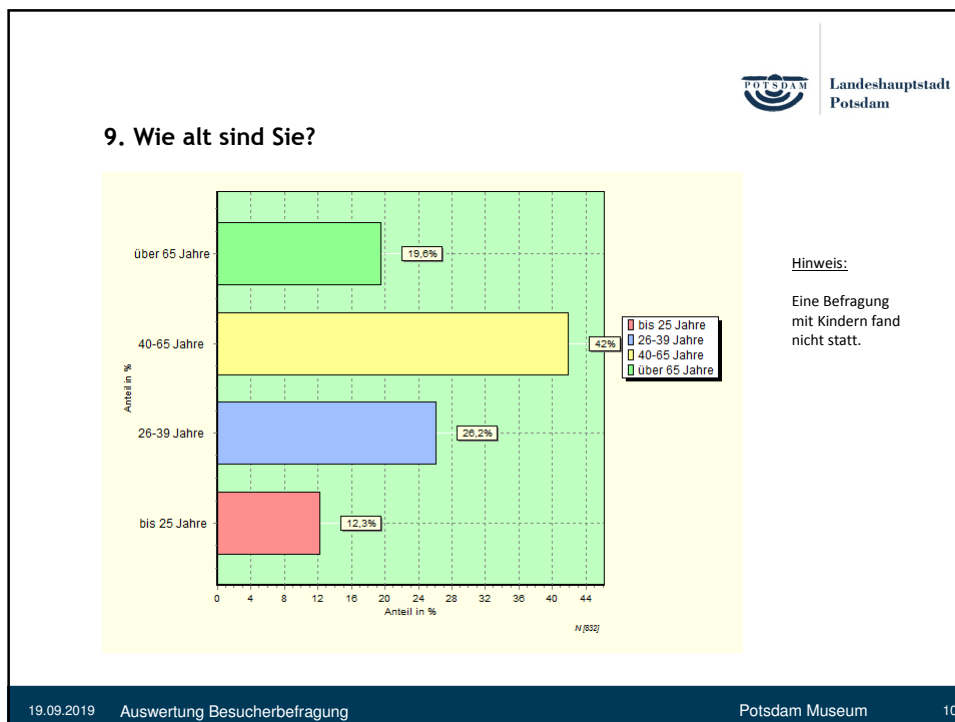 POTSDAM
Landeshauptstadt
Potsdam
9. Wie alt sind Sie?
über 65 Jahre
19,6%
40-65 Jahre
42%
26-39 Jahre
26,2%
bis 25 Jahre
12,3%
Anteil in %
0 4 8 12 16 20 24 28 32 36 40 44
Anteil in %
N [832]
bis 25 Jahre
26-39 Jahre
40-65 Jahre
über 65 Jahre
Hinweis:
Eine Befragung
mit Kindern fand
nicht statt.
19.09.2019 Auswertung Besucherbefragung Potsdam Museum 10